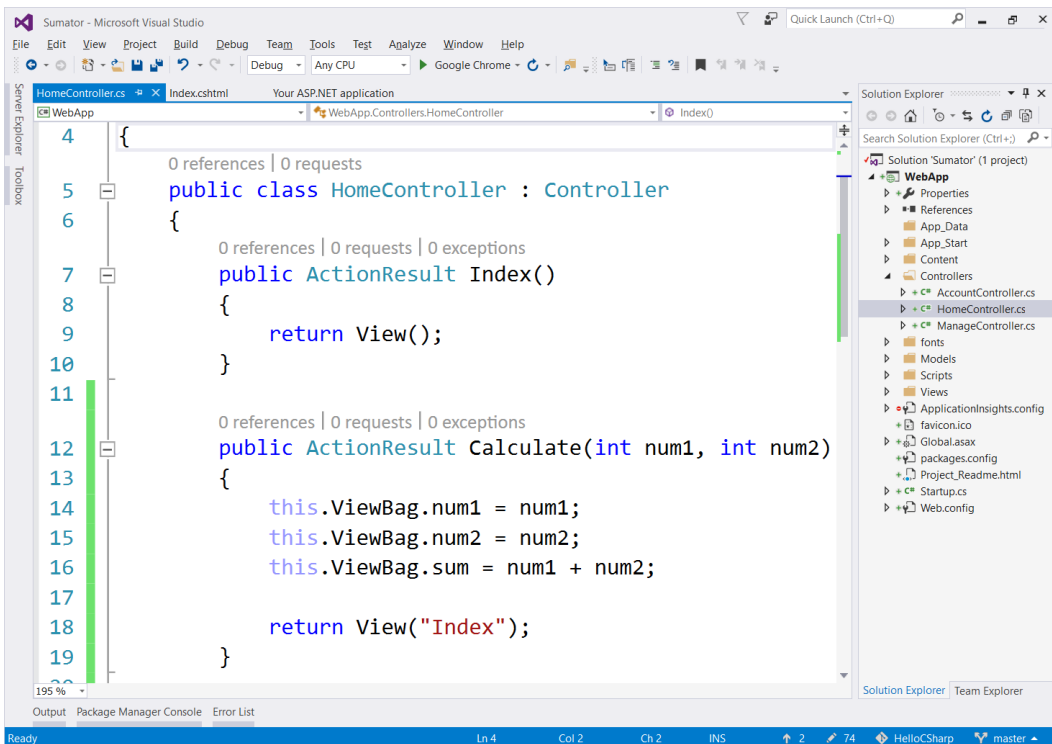 Sumator - Microsoft Visual Studio
Quick Launch (Ctrl+Q)
File Edit View Project Build Debug Team Tools Test Analyze Window Help
Debug Any CPU Google Chrome
Server Explorer
Toolbox
HomeController.cs Index.cshtml Your ASP.NET application
WebApp WebApp.Controllers.HomeController Index()
4 {
0 references | 0 requests
5 public class HomeController : Controller
6 {
0 references | 0 requests | 0 exceptions
7 public ActionResult Index()
8 {
9 return View();
10 }
11
0 references | 0 requests | 0 exceptions
12 public ActionResult Calculate(int num1, int num2)
13 {
14 this.ViewBag.num1 = num1;
15 this.ViewBag.num2 = num2;
16 this.ViewBag.sum = num1 + num2;
17
18 return View("Index");
19 }
20
195 %
Output Package Manager Console Error List
Solution Explorer
Search Solution Explorer (Ctrl+;)
Solution 'Sumator' (1 project)
WebApp
Properties
References
App_Data
App_Start
Content
Controllers
C# AccountController.cs
C# HomeController.cs
C# ManageController.cs
fonts
Models
Scripts
Views
ApplicationInsights.config
favicon.ico
Global.asax
packages.config
Project_Readme.html
C# Startup.cs
Web.config
Solution Explorer Team Explorer
Ready Ln 4 Col 2 Ch 2 INS 2 74 HelloCSharp master